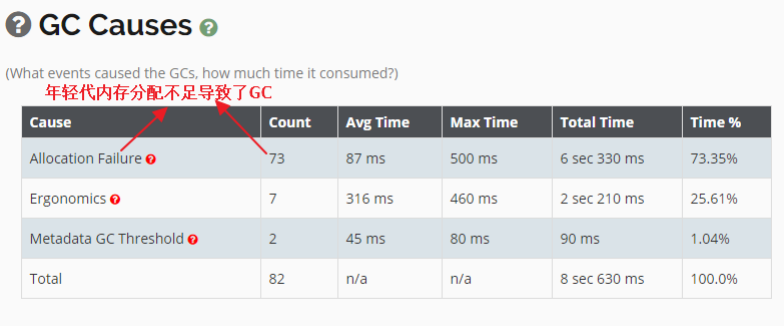 GC Causes
(What events caused the GCs, how much time it consumed?)
年轻代内存分配不足导致了GC
Cause Count Avg Time Max Time Total Time Time %
Allocation Failure 73 87 ms 500 ms 6 sec 330 ms 73.35%
Ergonomics 7 316 ms 460 ms 2 sec 210 ms 25.61%
Metadata GC Threshold 2 45 ms 80 ms 90 ms 1.04%
Total 82 n/a n/a 8 sec 630 ms 100.0%